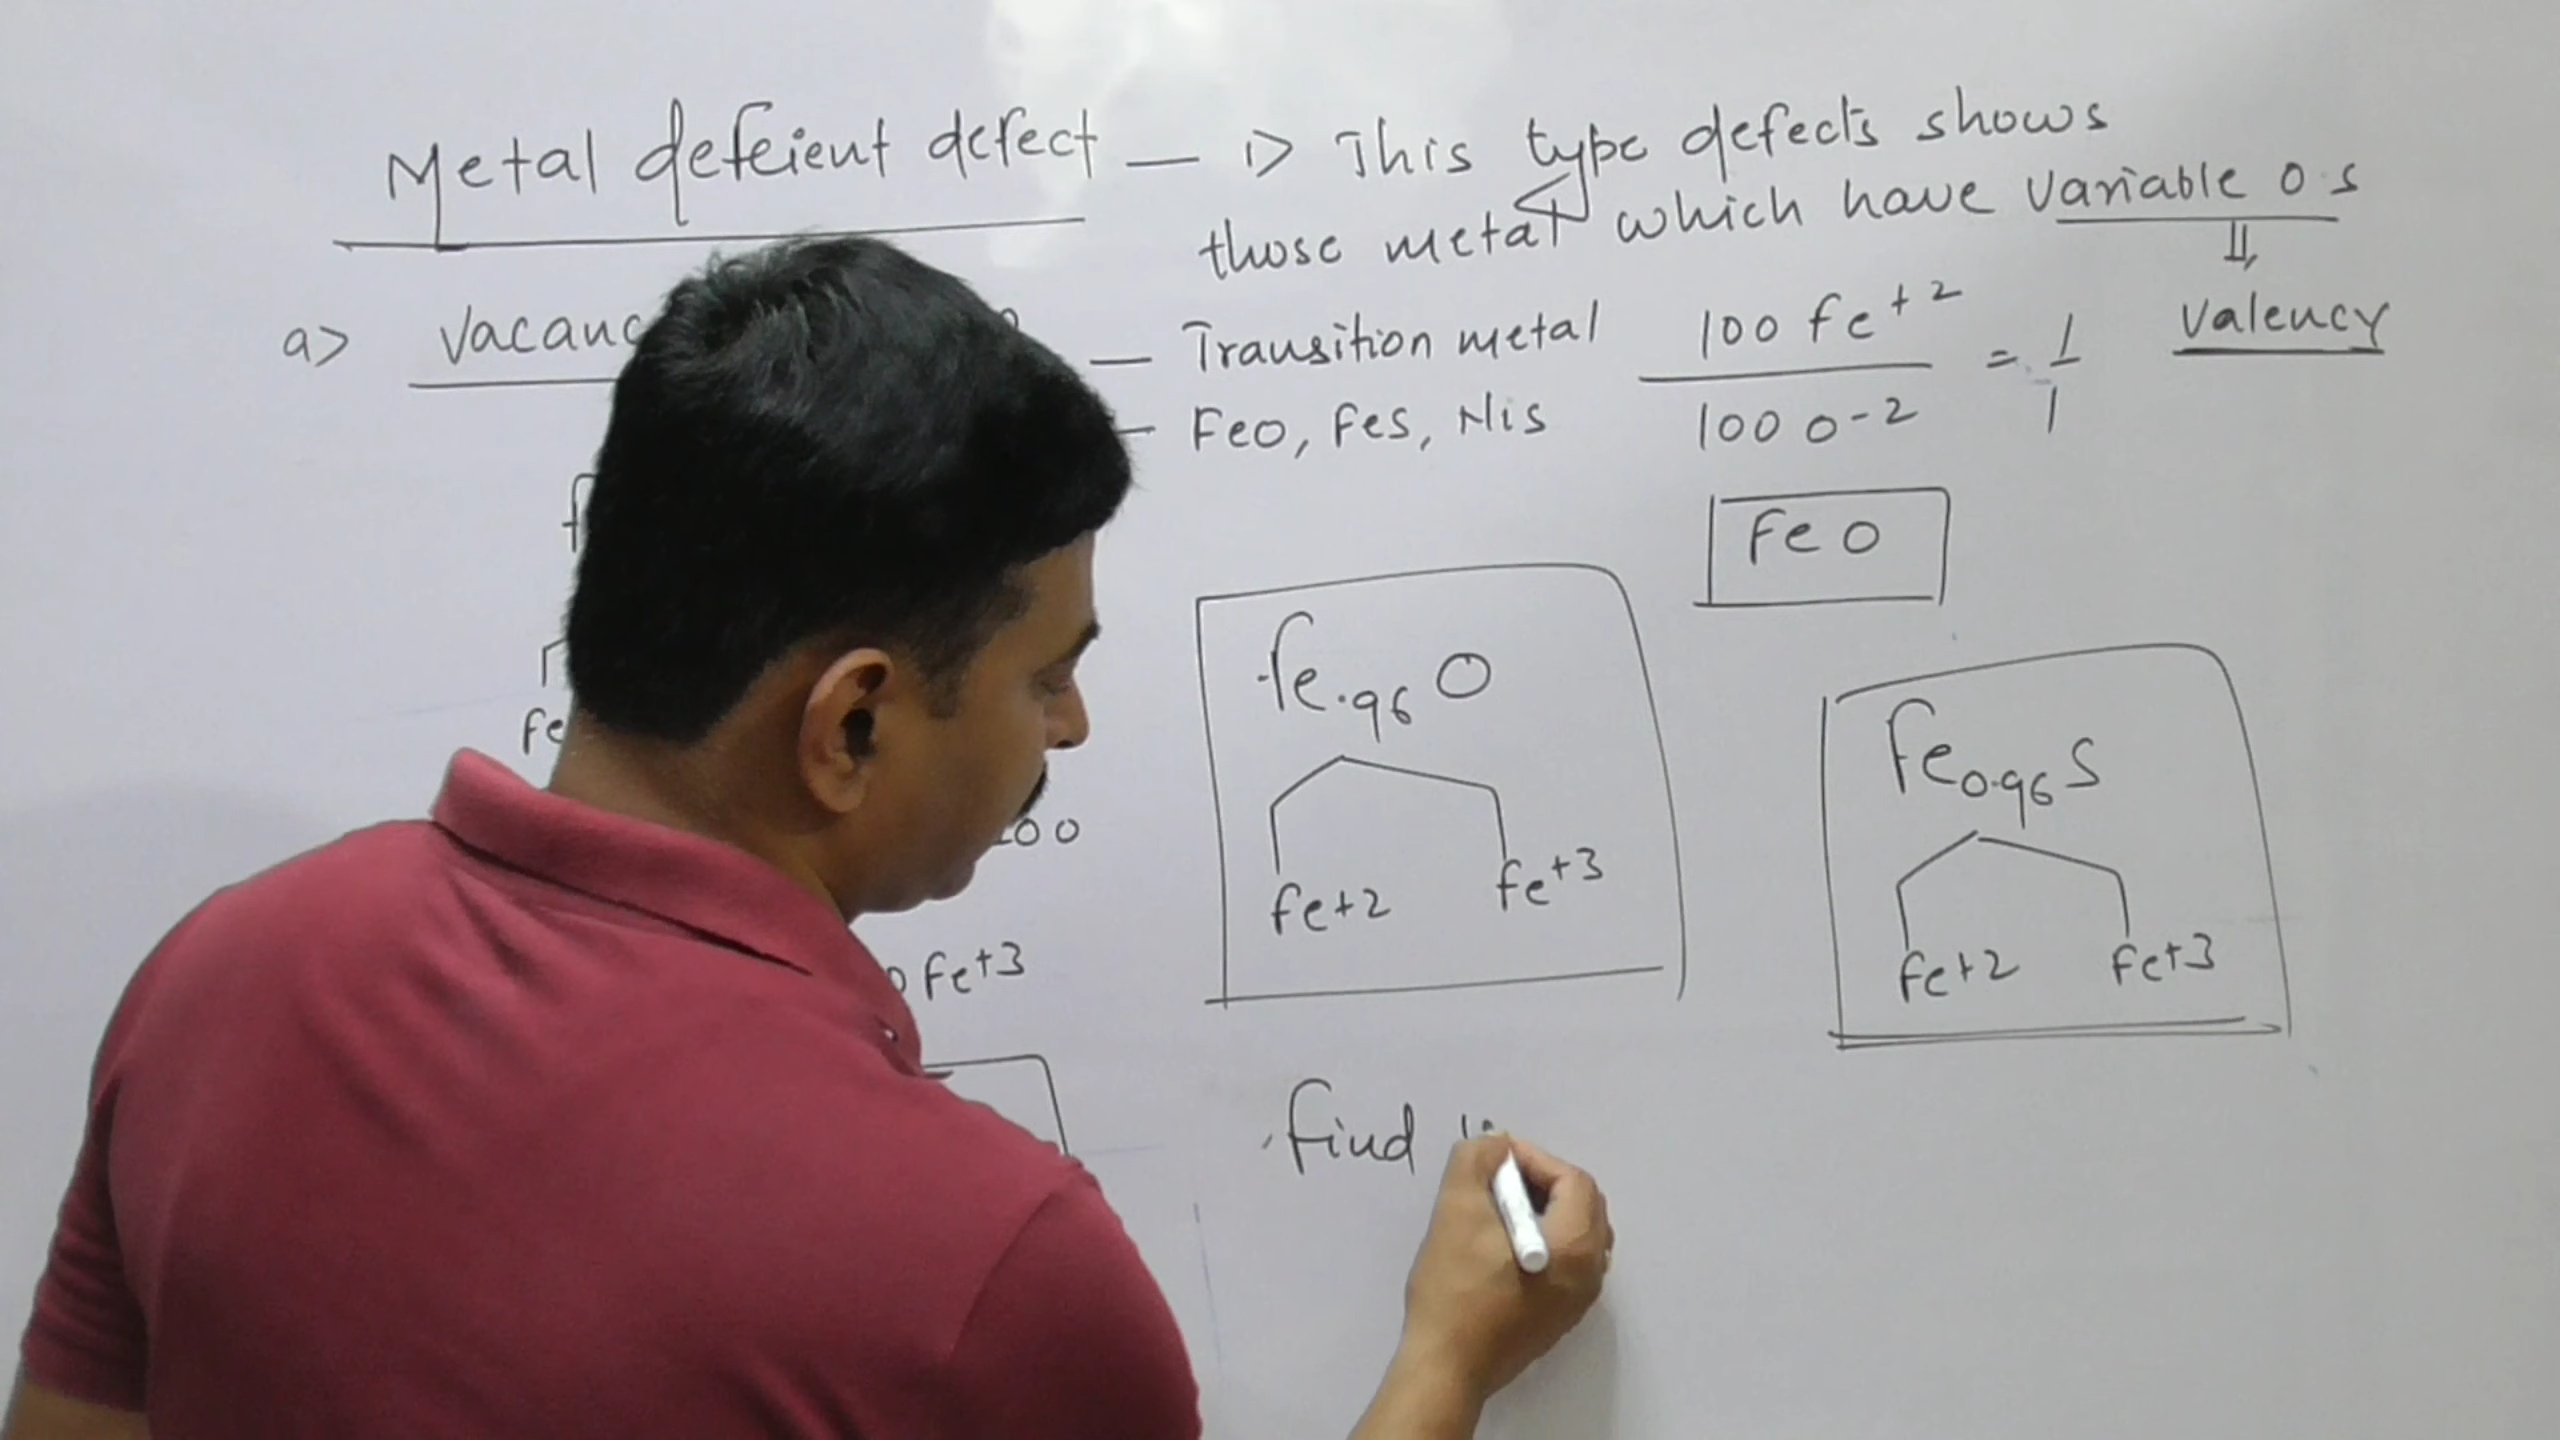 Metal defeient defect — 1> This type defects shows
those metal which have variable o.s
valency
a> Vacanc
— Transition metal
— Feo, Fes, Nis
100 fe+2 / 100 o-2 = 1/1
Fe O
fe.96 O
fe+2 fe+3
Fe0.96 S
Fe+2 Fe+3
fe
00
Fe+3
find